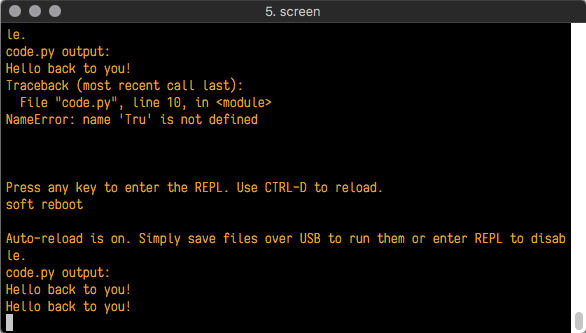 5. screen
le.
code.py output:
Hello back to you!
Traceback (most recent call last):
  File "code.py", line 10, in <module>
NameError: name 'Tru' is not defined
Press any key to enter the REPL. Use CTRL-D to reload.
soft reboot
Auto-reload is on. Simply save files over USB to run them or enter REPL to disab
le.
code.py output:
Hello back to you!
Hello back to you!